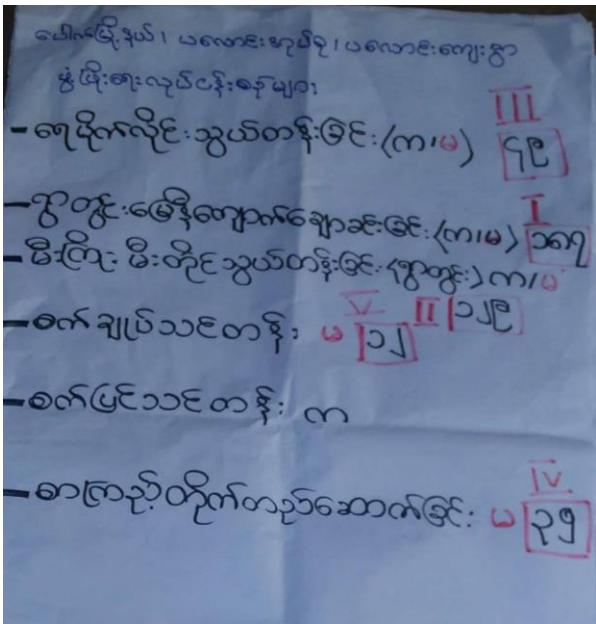 ပေါက်မြို့နယ်၊ ပလောင်းအုပ်စု၊ ပလောင်းကျေးရွာ
ဖွံ့ဖြိုးရေးလုပ်ငန်းစဉ်များ
III
- ရေပိုက်လိုင်းသွယ်တန်းခြင်း (က၊မ) ၄၉
I
- ရွာတွင်းမြေနီကျောက်ချောခင်းခြင်း (က၊မ) ၁၈၇
- မီးကြိုး မီးတိုင်သွယ်တန်းခြင်း (ရွာတွင်း) က၊မ
V II ၁၂၉
- စက်ချုပ်သင်တန်း မ ၁၂
- စက်ပြင်သင်တန်း က
IV
- စာကြည့်တိုက်တည်ဆောက်ခြင်း မ ၃၅